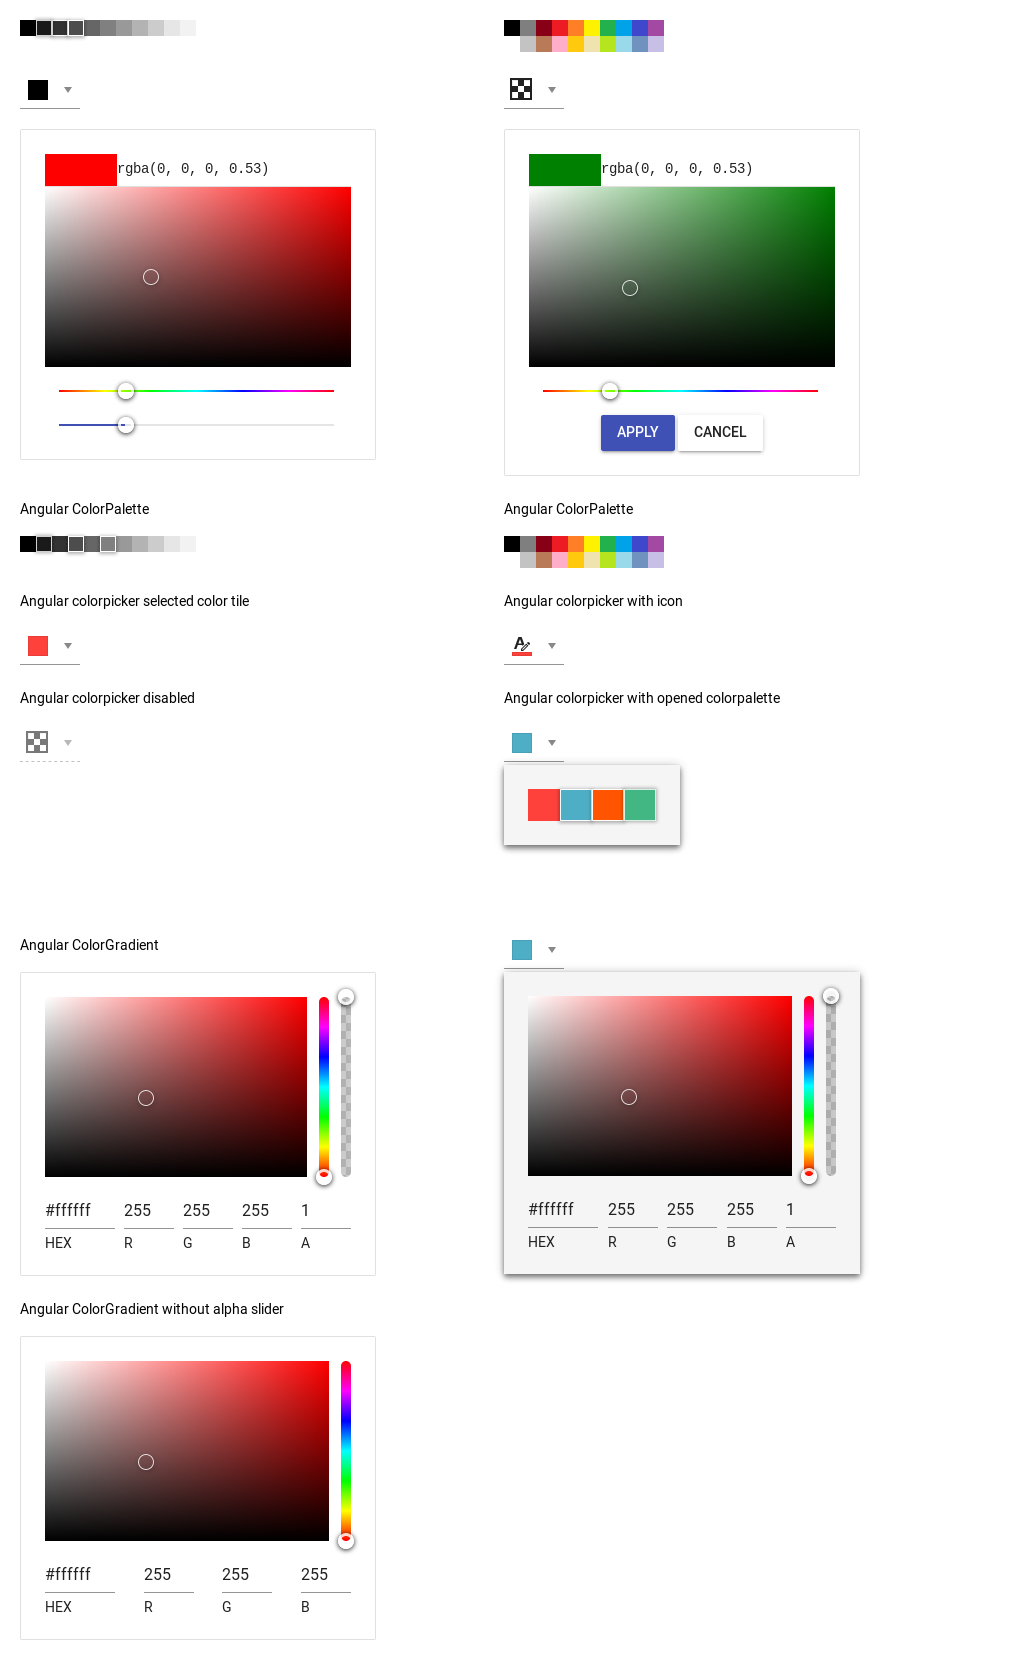 rgba(0, 0, 0, 0.53)
rgba(0, 0, 0, 0.53)
APPLY CANCEL
Angular ColorPalette
Angular ColorPalette
Angular colorpicker selected color tile
Angular colorpicker with icon
A
Angular colorpicker disabled
Angular colorpicker with opened colorpalette
Angular ColorGradient
#ffffff 255 255 255 1
HEX R G B A
#ffffff 255 255 255 1
HEX R G B A
Angular ColorGradient without alpha slider
#ffffff 255 255 255
HEX R G B